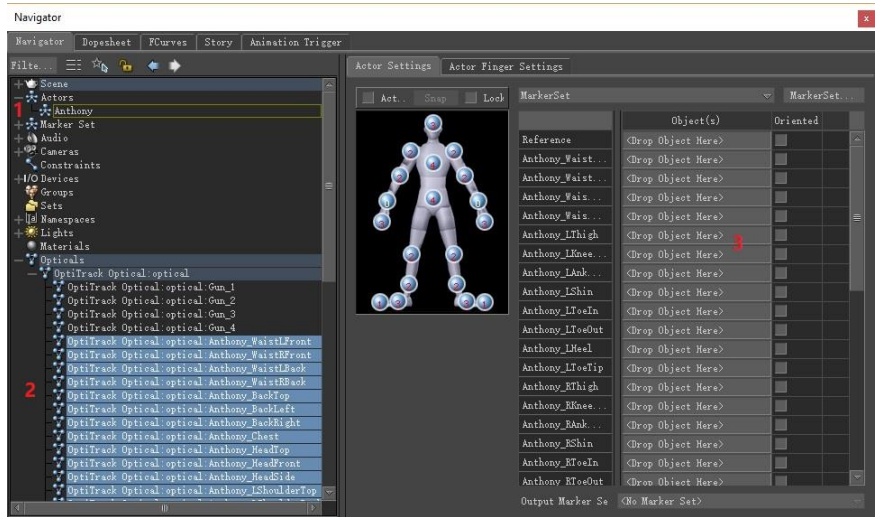 Navigator
x
Navigator Dopesheet FCurves Story Animation Trigger
Filte...
Actor Settings Actor Finger Settings
Scene
Actors
1 Anthony
Marker Set
Audio
Cameras
Constraints
I/O Devices
Groups
Sets
Namespaces
Lights
Materials
Opticals
OptiTrack Optical:optical
OptiTrack Optical:optical:Gun_1
OptiTrack Optical:optical:Gun_2
OptiTrack Optical:optical:Gun_3
OptiTrack Optical:optical:Gun_4
OptiTrack Optical:optical:Anthony_WaistLFront
OptiTrack Optical:optical:Anthony_WaistRFront
OptiTrack Optical:optical:Anthony_WaistLBack
2 OptiTrack Optical:optical:Anthony_WaistRBack
OptiTrack Optical:optical:Anthony_BackTop
OptiTrack Optical:optical:Anthony_BackLeft
OptiTrack Optical:optical:Anthony_BackRight
OptiTrack Optical:optical:Anthony_Chest
OptiTrack Optical:optical:Anthony_HeadTop
OptiTrack Optical:optical:Anthony_HeadFront
OptiTrack Optical:optical:Anthony_HeadSide
OptiTrack Optical:optical:Anthony_LShoulderTop
Act.. Snap Lock MarkerSet MarkerSet...
Object(s) Oriented
Reference <Drop Object Here>
Anthony_Waist... <Drop Object Here>
Anthony_Waist... <Drop Object Here>
Anthony_Wais... <Drop Object Here>
Anthony_Wais... <Drop Object Here>
Anthony_LThigh <Drop Object Here> 3
Anthony_LKnee... <Drop Object Here>
Anthony_LAnk... <Drop Object Here>
Anthony_LShin <Drop Object Here>
Anthony_LToeIn <Drop Object Here>
Anthony_LToeOut <Drop Object Here>
Anthony_LHeel <Drop Object Here>
Anthony_LToeTip <Drop Object Here>
Anthony_RThigh <Drop Object Here>
Anthony_RKnee... <Drop Object Here>
Anthony_RAnk... <Drop Object Here>
Anthony_RShin <Drop Object Here>
Anthony_RToeIn <Drop Object Here>
Anthony_RToeOut <Drop Object Here>
Output Marker Se <No Marker Set>